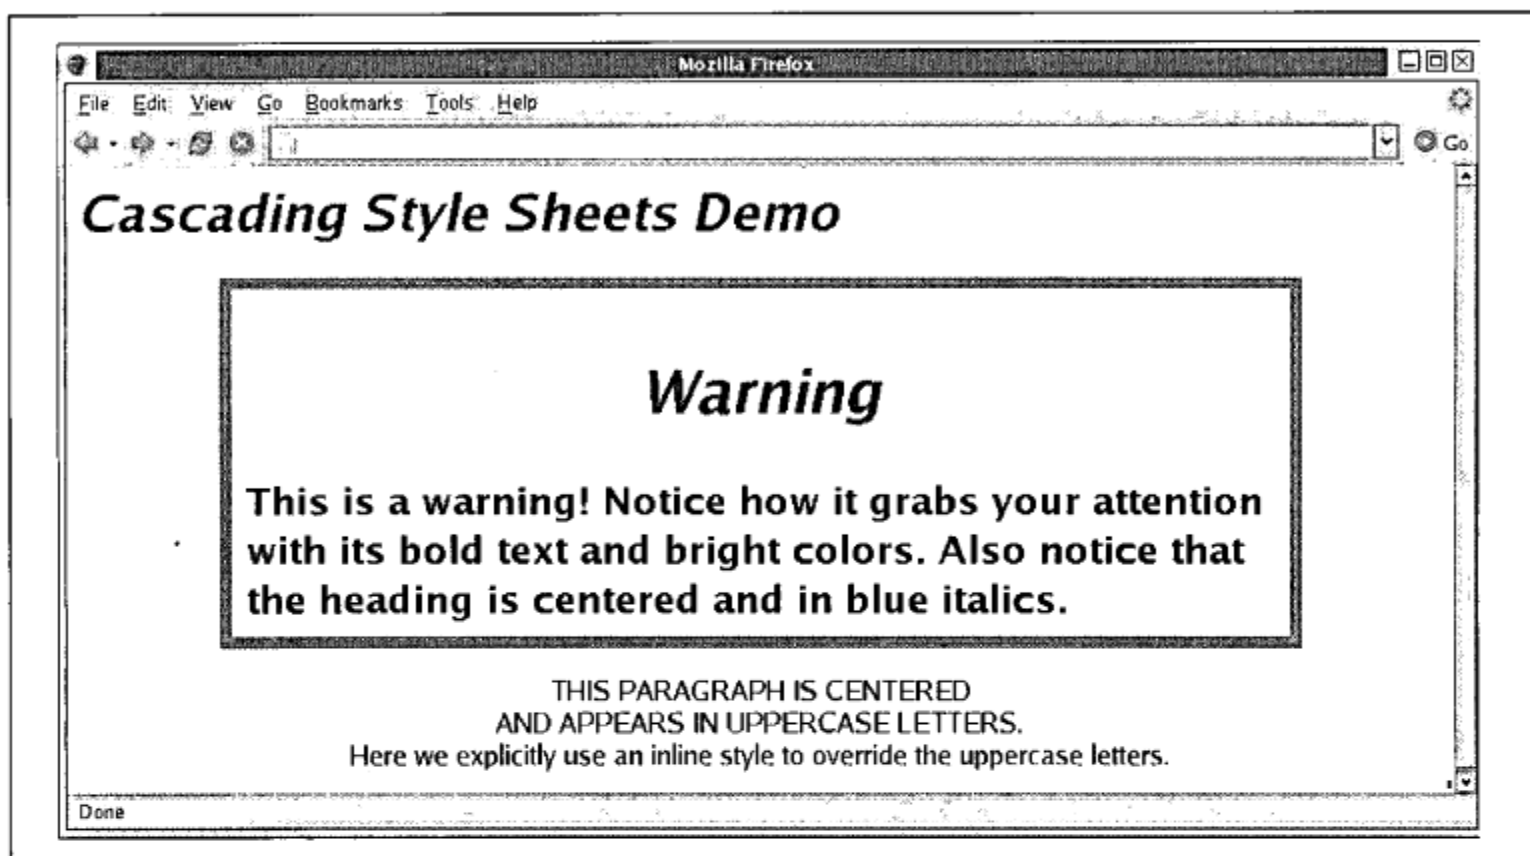 Mozilla Firefox
File Edit View Go Bookmarks Tools Help
Go
Cascading Style Sheets Demo
Warning
This is a warning! Notice how it grabs your attention
with its bold text and bright colors. Also notice that
the heading is centered and in blue italics.
THIS PARAGRAPH IS CENTERED
AND APPEARS IN UPPERCASE LETTERS.
Here we explicitly use an inline style to override the uppercase letters.
Done